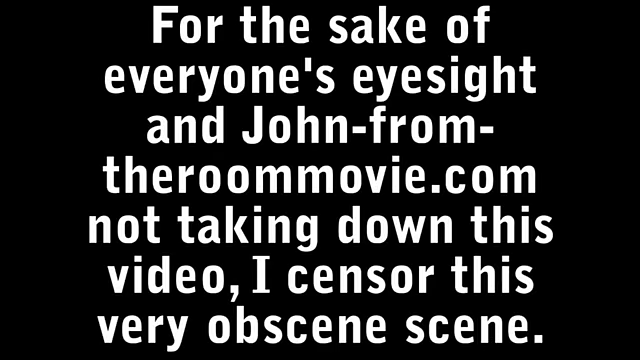 For the sake of
everyone's eyesight
and John-from-
theroommovie.com
not taking down this
video, I censor this
very obscene scene.